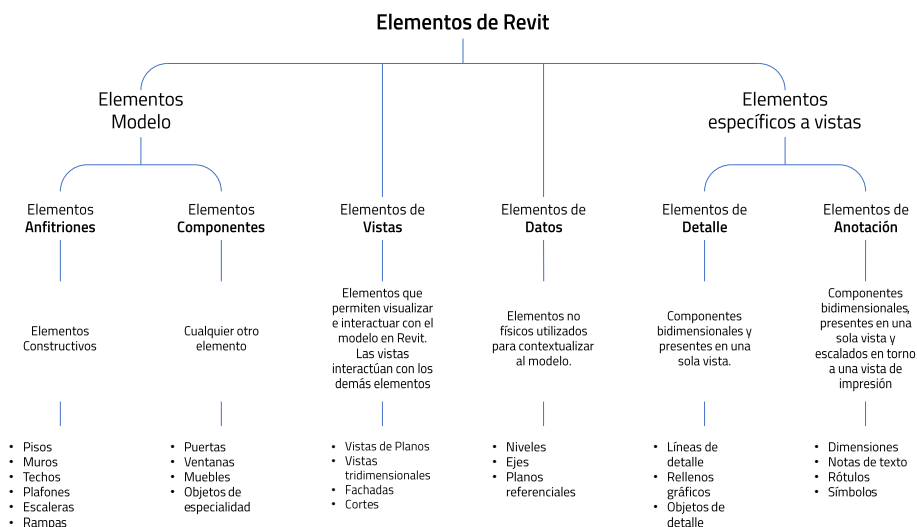 Elementos de Revit
Elementos
Modelo
Elementos
específicos a vistas
Elementos
Anfitriones
Elementos
Componentes
Elementos de
Vistas
Elementos de
Datos
Elementos de
Detalle
Elementos de
Anotación
Elementos
Constructivos
Cualquier otro
elemento
Elementos que
permiten visualizar
e interactuar con el
modelo en Revit.
Las vistas
interactúan con los
demás elementos
Elementos no
físicos utilizados
para contextualizar
al modelo.
Componentes
bidimensionales y
presentes en una
sola vista.
Componentes
bidimensionales,
presentes en una
sola vista y
escalados en torno
a una vista de
impresión
• Pisos
• Muros
• Techos
• Plafones
• Escaleras
• Rampas
• Puertas
• Ventanas
• Muebles
• Objetos de
especialidad
• Vistas de Planos
• Vistas
tridimensionales
• Fachadas
• Cortes
• Niveles
• Ejes
• Planos
referenciales
• Líneas de
detalle
• Rellenos
gráficos
• Objetos de
detalle
• Dimensiones
• Notas de texto
• Rótulos
• Símbolos